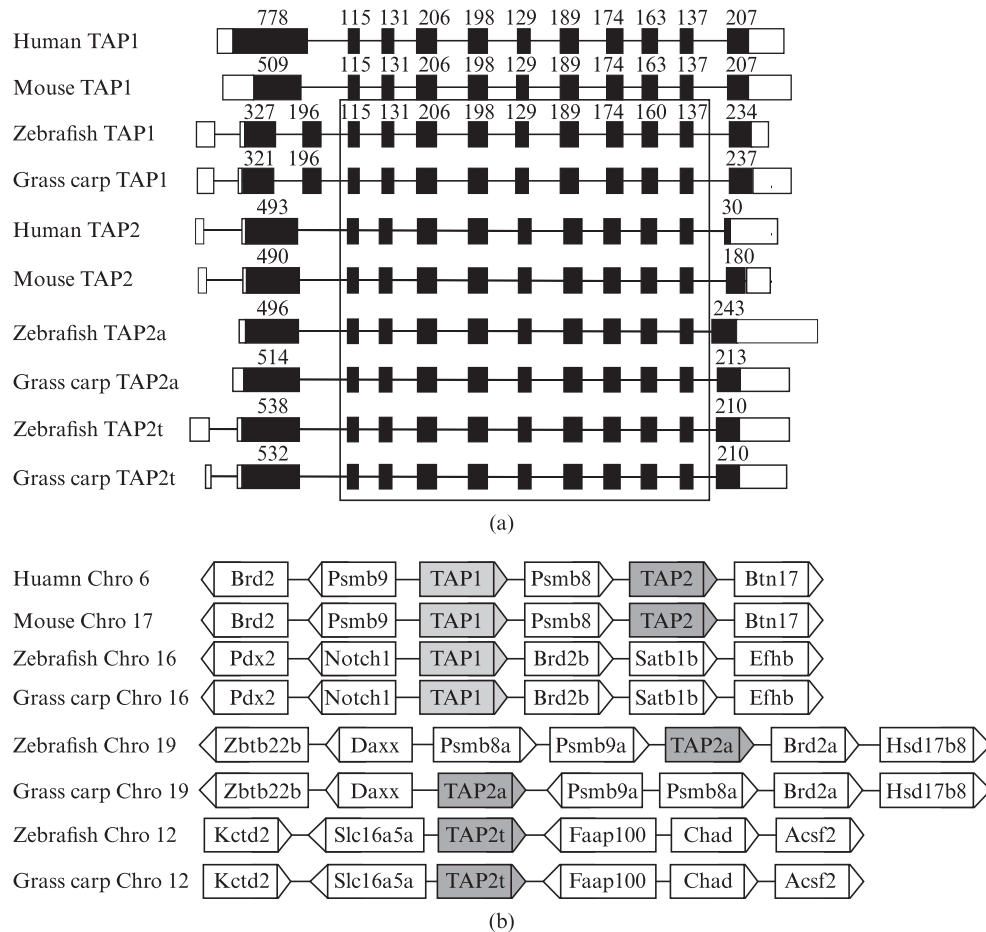 778 115 131 206 198 129 189 174 163 137 207
Human TAP1
509 115 131 206 198 129 189 174 163 137 207
Mouse TAP1
327 196 115 131 206 198 129 189 174 160 137 234
Zebrafish TAP1
321 196 237
Grass carp TAP1
493 30
Human TAP2
490 180
Mouse TAP2
496 243
Zebrafish TAP2a
514 213
Grass carp TAP2a
538 210
Zebrafish TAP2t
532 210
Grass carp TAP2t
(a)
Huamn Chro 6 Brd2 Psmb9 TAP1 Psmb8 TAP2 Btn17
Mouse Chro 17 Brd2 Psmb9 TAP1 Psmb8 TAP2 Btn17
Zebrafish Chro 16 Pdx2 Notch1 TAP1 Brd2b Satb1b Efhb
Grass carp Chro 16 Pdx2 Notch1 TAP1 Brd2b Satb1b Efhb
Zebrafish Chro 19 Zbtb22b Daxx Psmb8a Psmb9a TAP2a Brd2a Hsd17b8
Grass carp Chro 19 Zbtb22b Daxx TAP2a Psmb9a Psmb8a Brd2a Hsd17b8
Zebrafish Chro 12 Kctd2 Slc16a5a TAP2t Faap100 Chad Acsf2
Grass carp Chro 12 Kctd2 Slc16a5a TAP2t Faap100 Chad Acsf2
(b)